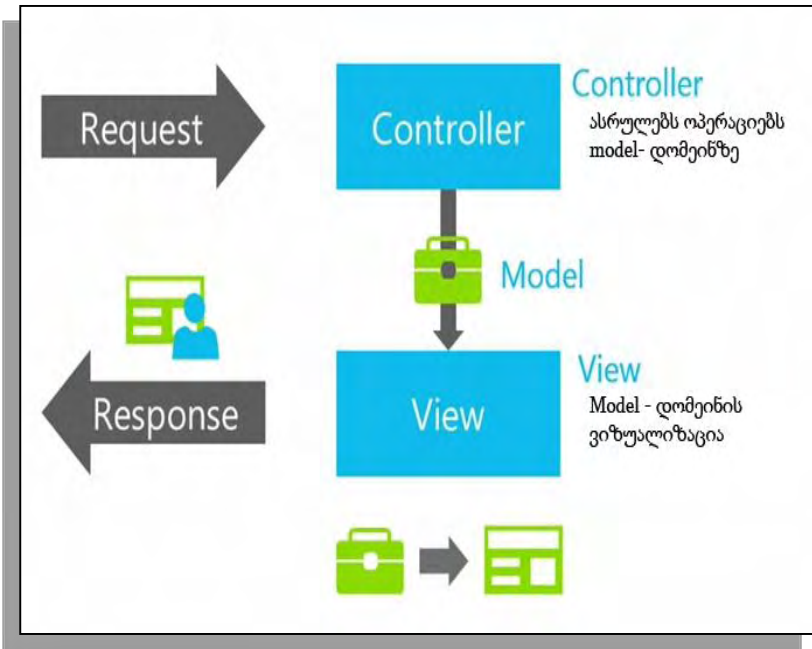 Request
Controller
Controller
ასრულებს ოპერაციებს
model- დომეინზე
Model
Response
View
View
Model - დომეინის
ვიზუალიზაცია